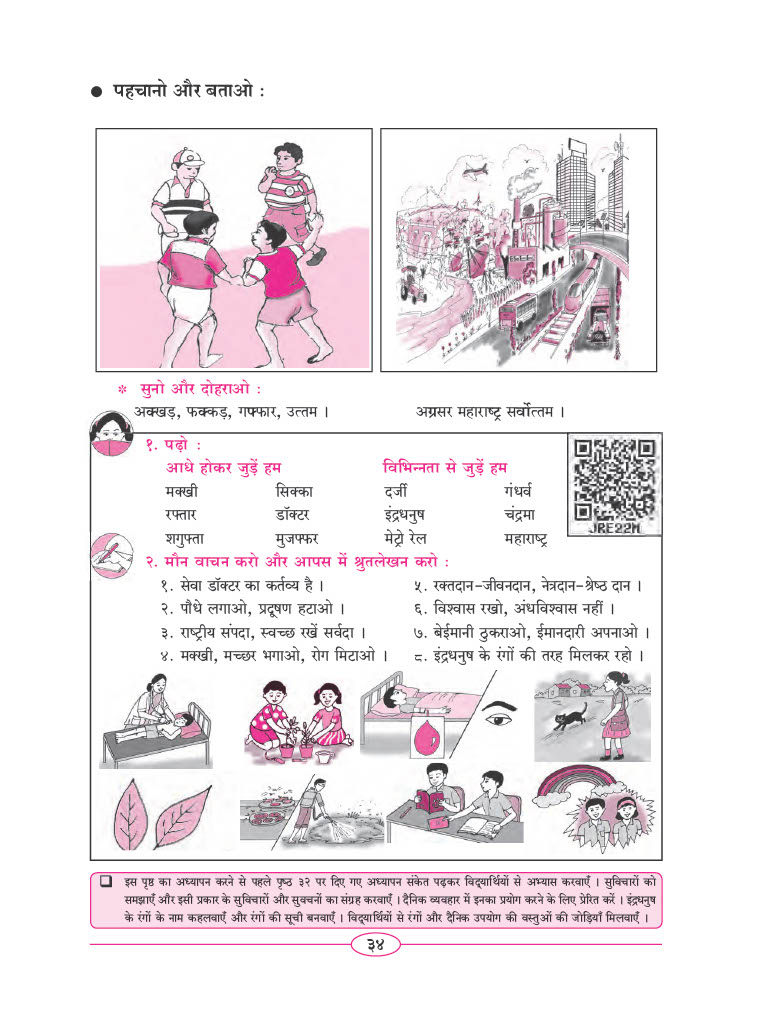 ● पहचानो और बताओ :
* सुनो और दोहराओ :
अक्खड़, फक्कड़, गफ्फार, उत्तम ।
अग्रसर महाराष्ट्र सर्वोत्तम ।
१. पढ़ो :
आधे होकर जुड़ें हम
मक्खी सिक्का
रफ्तार डॉक्टर
शगुफ्ता मुजफ्फर
विभिन्नता से जुड़ें हम
दर्जी गंधर्व
इंद्रधनुष चंद्रमा
मेट्रो रेल महाराष्ट्र
JRE22M
२. मौन वाचन करो और आपस में श्रुतलेखन करो :
१. सेवा डॉक्टर का कर्तव्य है ।
२. पौधे लगाओ, प्रदूषण हटाओ ।
३. राष्ट्रीय संपदा, स्वच्छ रखें सर्वदा ।
४. मक्खी, मच्छर भगाओ, रोग मिटाओ ।
५. रक्तदान-जीवनदान, नेत्रदान-श्रेष्ठ दान ।
६. विश्वास रखो, अंधविश्वास नहीं ।
७. बेईमानी ठुकराओ, ईमानदारी अपनाओ ।
८. इंद्रधनुष के रंगों की तरह मिलकर रहो ।
❑ इस पृष्ठ का अध्यापन करने से पहले पृष्ठ ३२ पर दिए गए अध्यापन संकेत पढ़कर विद्यार्थियों से अभ्यास करवाएँ । सुविचारों को
समझाएँ और इसी प्रकार के सुविचारों और सुवचनों का संग्रह करवाएँ । दैनिक व्यवहार में इनका प्रयोग करने के लिए प्रेरित करें । इंद्रधनुष
के रंगों के नाम कहलवाएँ और रंगों की सूची बनवाएँ । विद्यार्थियों से रंगों और दैनिक उपयोग की वस्तुओं की जोड़ियाँ मिलवाएँ ।
३४